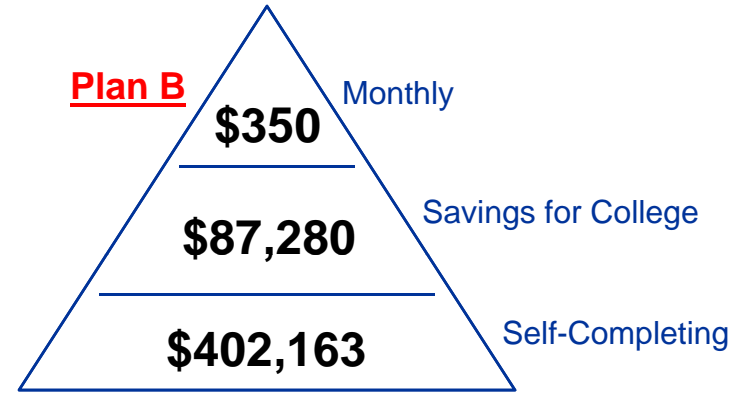 Plan B
Monthly
$350
Savings for College
$87,280
Self-Completing
$402,163